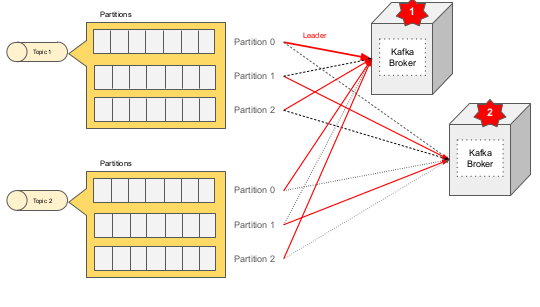 Partitions
1
Topic 1
Partition 0
Leader
Kafka
Broker
Partition 1
Partition 2
2
Kafka
Broker
Partitions
Topic 2
Partition 0
Partition 1
Partition 2